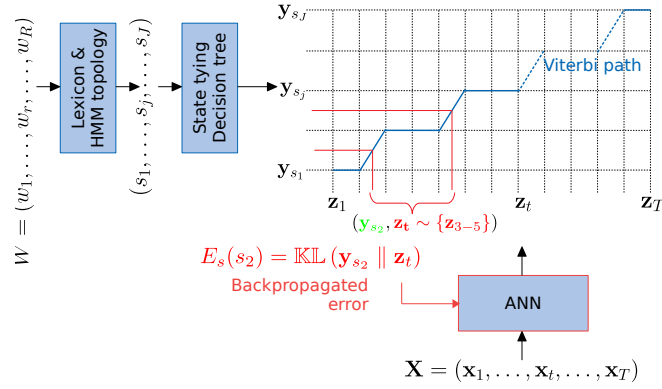 W = (w_1, . . . , w_r, . . . , w_R)
Lexicon &
HMM topology
(s_1, . . . , s_j, . . . , s_J)
State tying
Decision tree
y_{s_J}
y_{s_j}
y_{s_1}
Viterbi path
z_1
z_t
z_T
(y_{s_2}, z_t ∼ {z_{3−5}})
E_s(s_2) = 𝕂𝕃 (y_{s_2} ∥ z_t)
Backpropagated
error
ANN
X = (x_1, . . . , x_t, . . . , x_T)